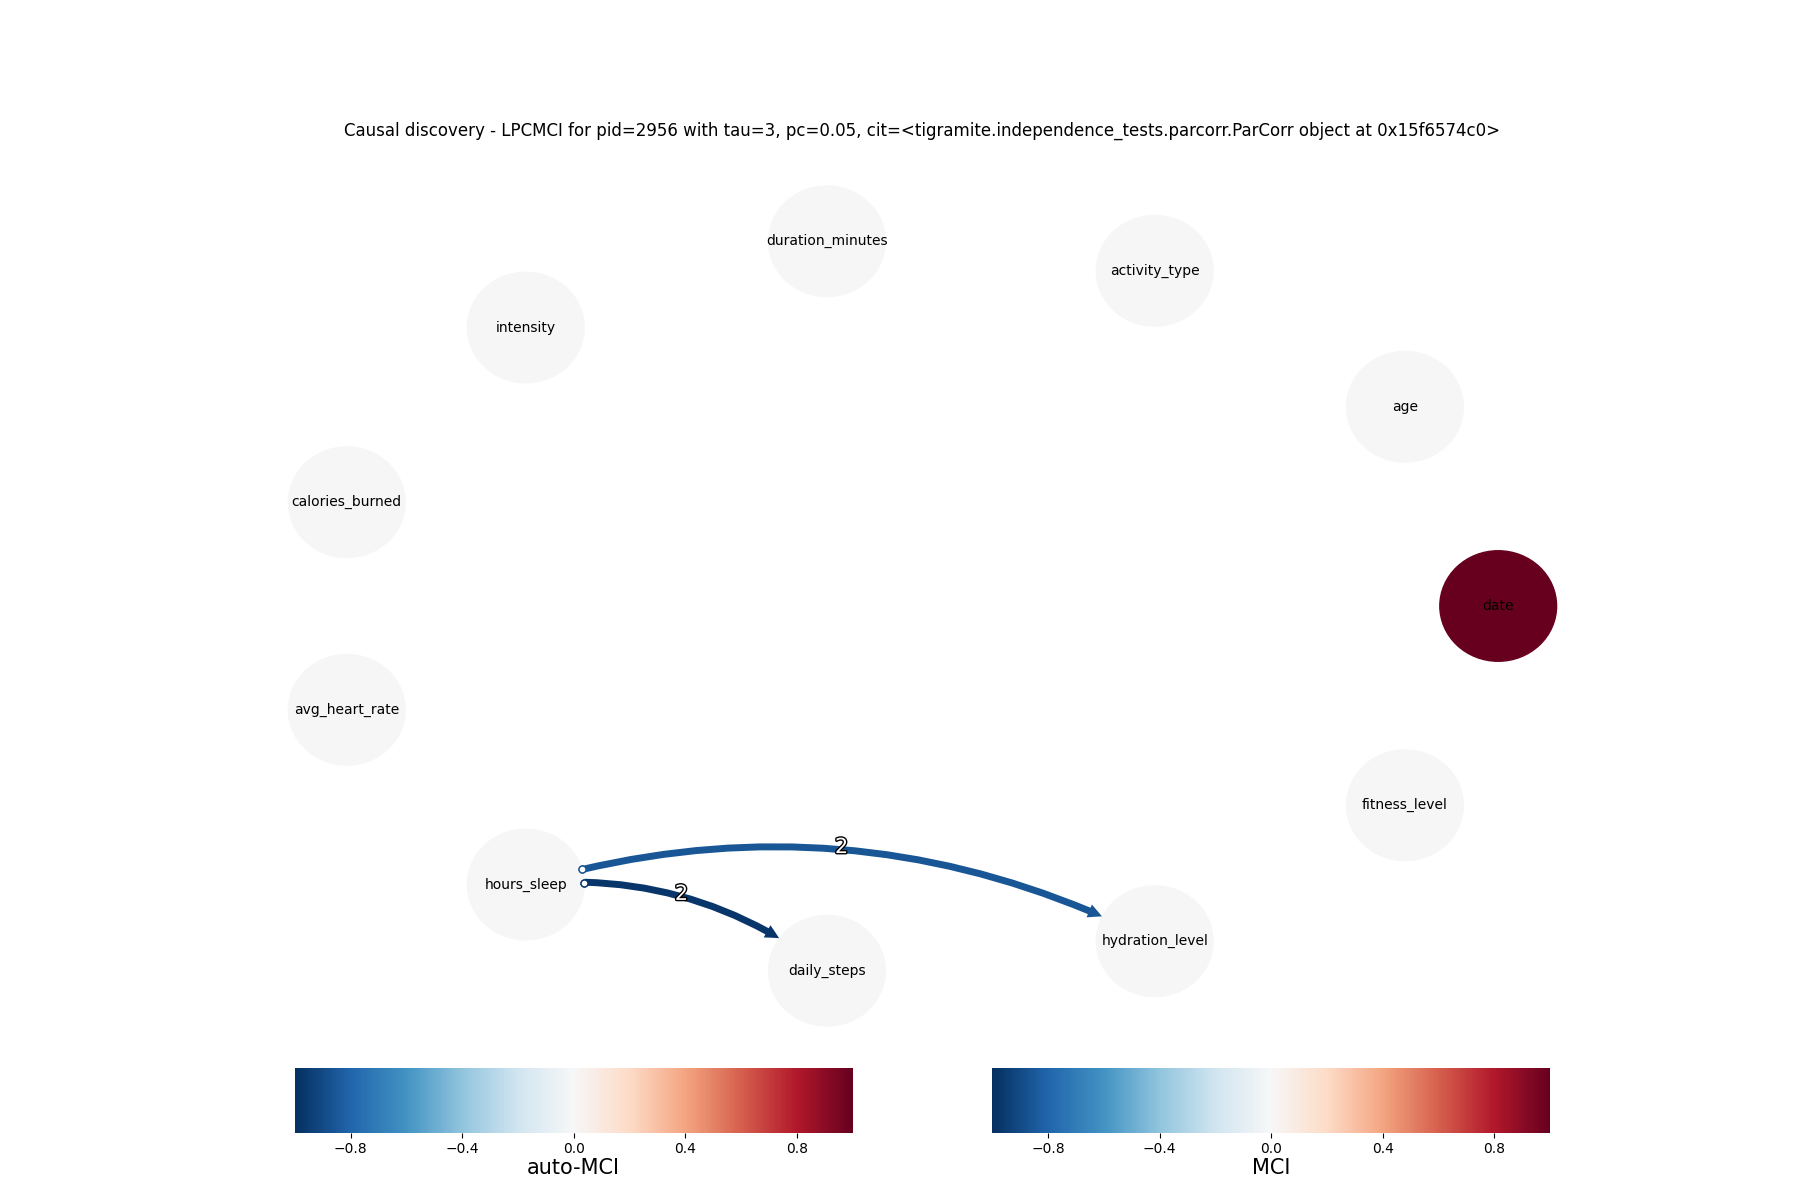 Causal discovery - LPCMCI for pid=2956 with tau=3, pc=0.05, cit=<tigramite.independence_tests.parcorr.ParCorr object at 0x15f6574c0>
duration_minutes
activity_type
intensity
age
calories_burned
date
avg_heart_rate
fitness_level
2
hours_sleep
2
hydration_level
daily_steps
−0.8 −0.4 0.0 0.4 0.8
auto-MCI
−0.8 −0.4 0.0 0.4 0.8
MCI